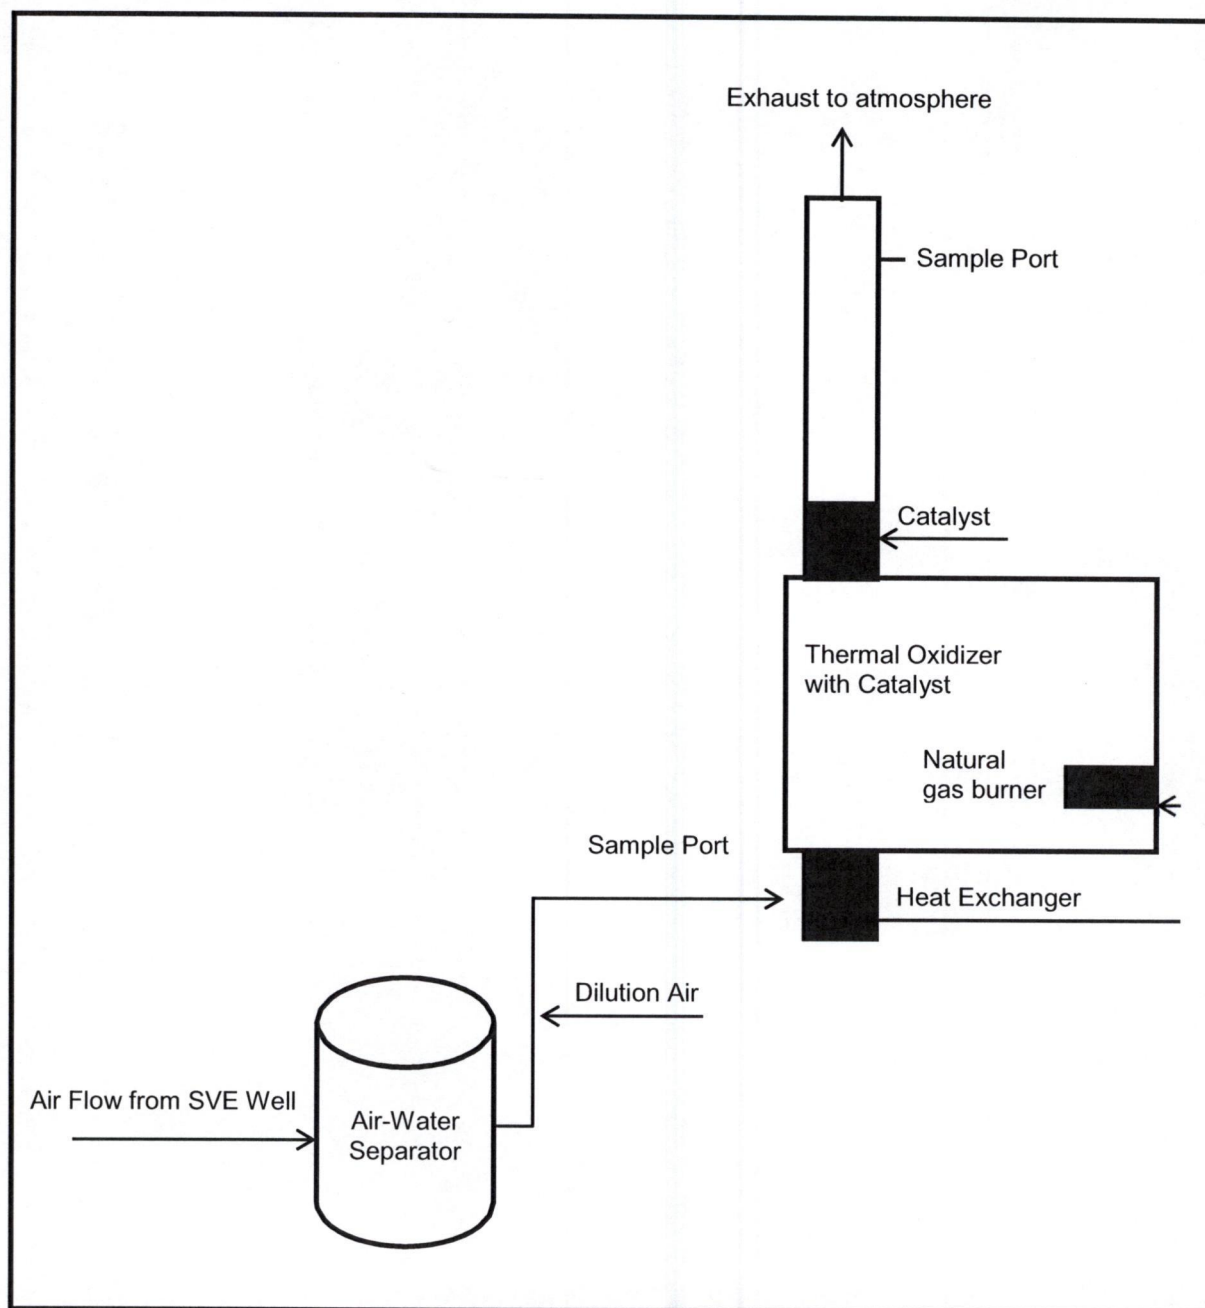 Exhaust to atmosphere
Sample Port
Catalyst
Thermal Oxidizer
with Catalyst
Natural
gas burner
Sample Port
Heat Exchanger
Dilution Air
Air Flow from SVE Well
Air-Water
Separator